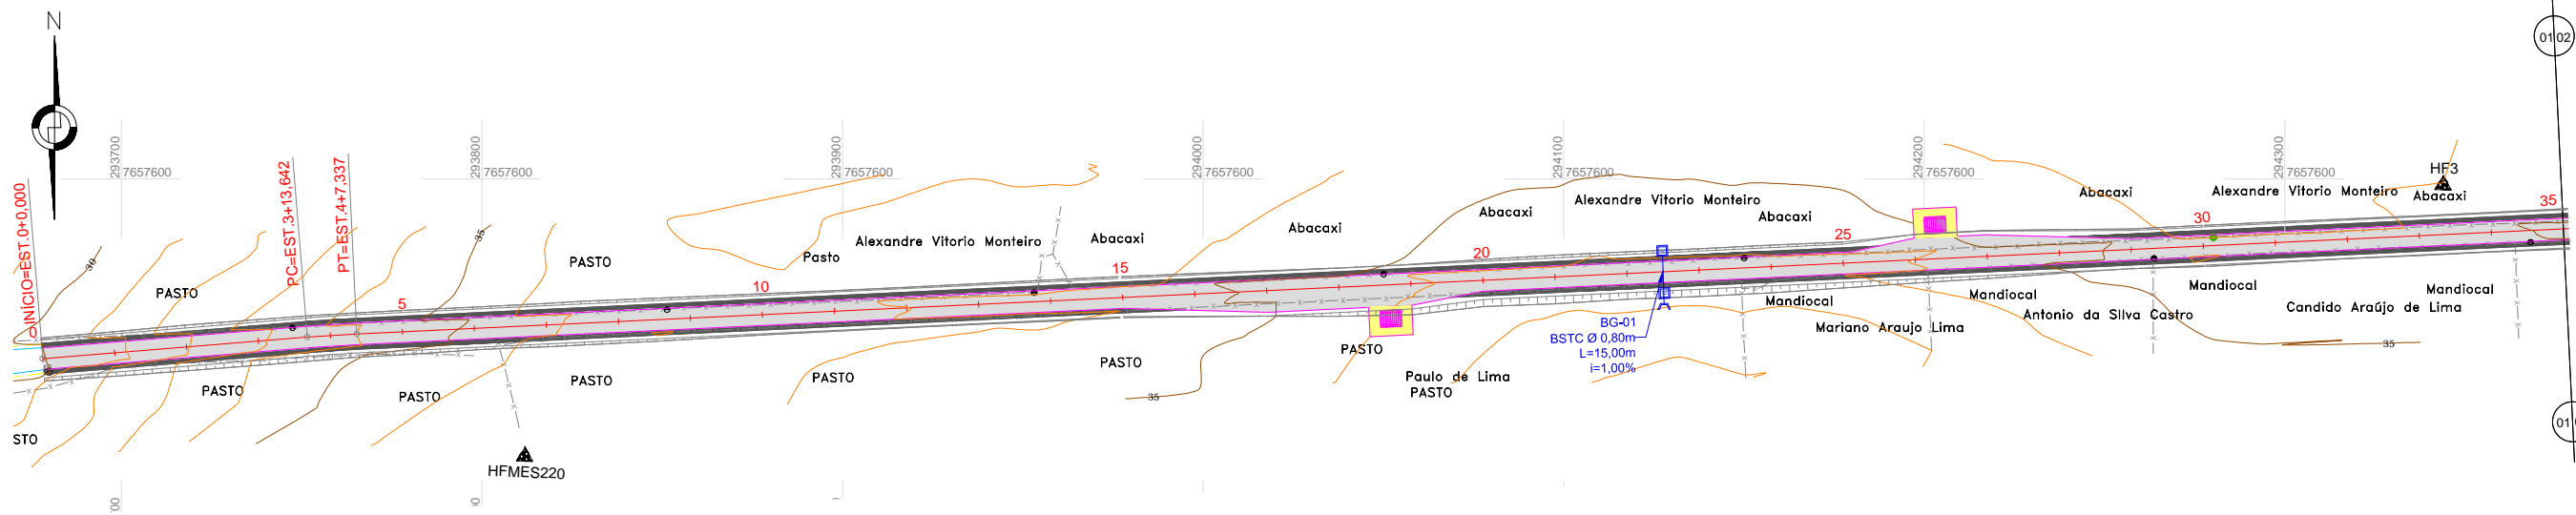 N
01 02
293700
7657600
293800
7657600
293900
7657600
294000
7657600
294100
7657600
294200
7657600
294300
7657600
INÍCIO=EST.0+0,000
PC=EST.3+13,642
PT=EST.4+7,337
0
5
10
15
20
25
30
35
30
35
PASTO
PASTO
Pasto
Alexandre Vitorio Monteiro
Abacaxi
Abacaxi
Abacaxi
Alexandre Vitorio Monteiro
Abacaxi
Abacaxi
Alexandre Vitorio Monteiro
HF3
Abacaxi
PASTO
PASTO
PASTO
PASTO
PASTO
35
PASTO
Paulo de Lima
PASTO
BG-01
BSTC Ø 0,80m
L=15,00m
i=1,00%
Mandiocal
Mariano Araujo Lima
Mandiocal
Antonio da SIlva Castro
Mandiocal
Candido Araújo de Lima
Mandiocal
35
STO
HFMES220